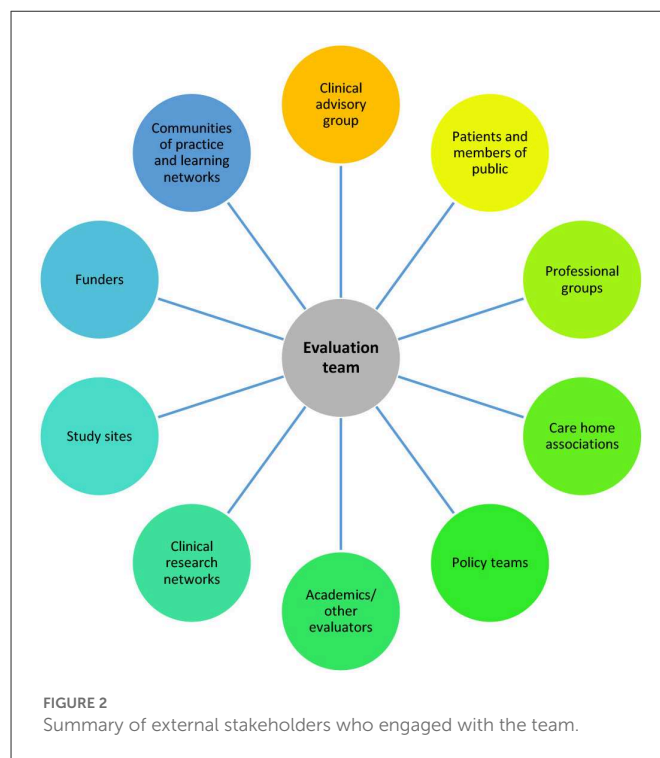 Clinical
advisory
group
Communities
of practice
and learning
networks
Patients and
members of
public
Funders
Professional
groups
Evaluation
team
Study sites
Care home
associations
Clinical
research
networks
Policy teams
Academics/
other
evaluators
FIGURE 2
Summary of external stakeholders who engaged with the team.